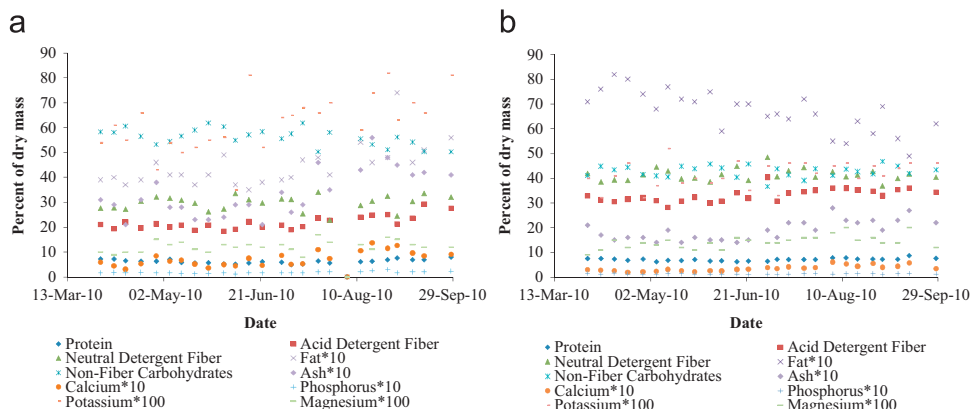 a
90
80
70
60
50
40
30
20
10
0
Percent of dry mass
13-Mar-10 02-May-10 21-Jun-10 10-Aug-10 29-Sep-10
Date
Protein Acid Detergent Fiber
Neutral Detergent Fiber Fat*10
Non-Fiber Carbohydrates Ash*10
Calcium*10 Phosphorus*10
Potassium*100 Magnesium*100
b
90
80
70
60
50
40
30
20
10
0
Percent of dry mass
13-Mar-10 02-May-10 21-Jun-10 10-Aug-10 29-Sep-10
Date
Protein Acid Detergent Fiber
Neutral Detergent Fiber Fat*10
Non-Fiber Carbohydrates Ash*10
Calcium*10 Phosphorus*10
Potassium*100 Magnesium*100